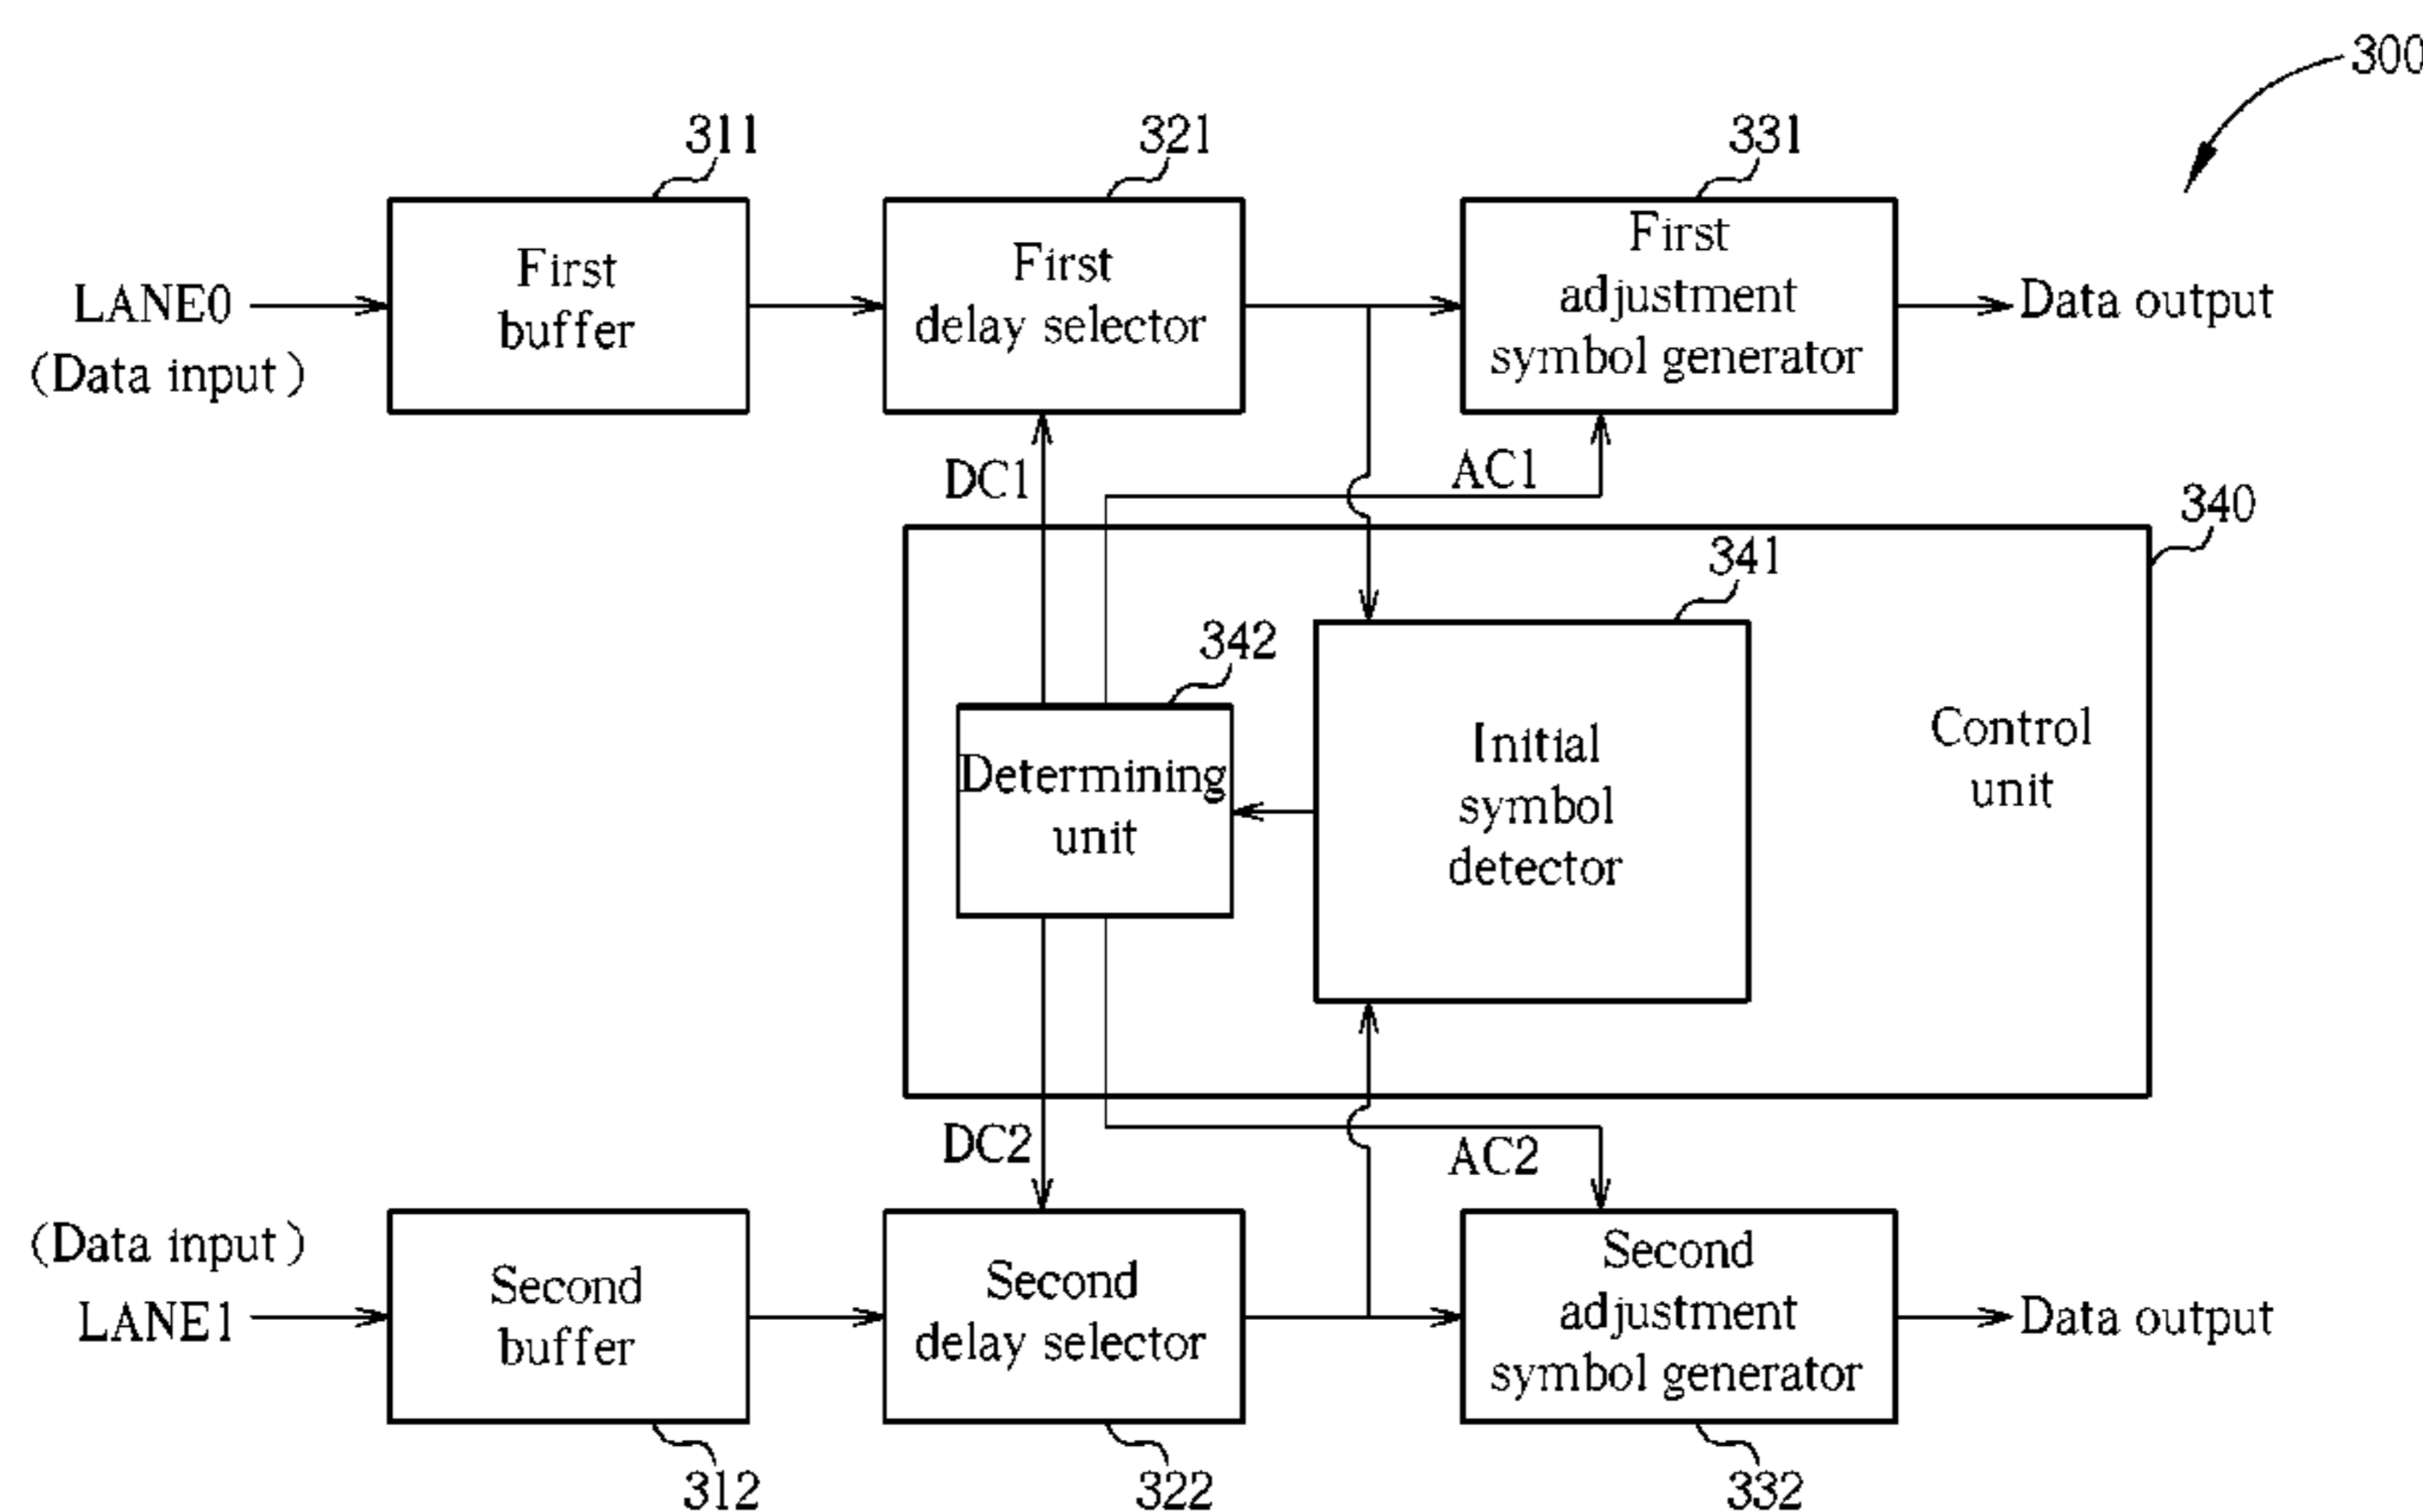 300
311
321
331
LANE0
(Data input)
First
buffer
First
delay selector
First
adjustment
symbol generator
Data output
DC1
AC1
340
341
342
Determining
unit
Initial
symbol
detector
Control
unit
DC2
AC2
(Data input)
LANE1
Second
buffer
Second
delay selector
Second
adjustment
symbol generator
Data output
312
322
332